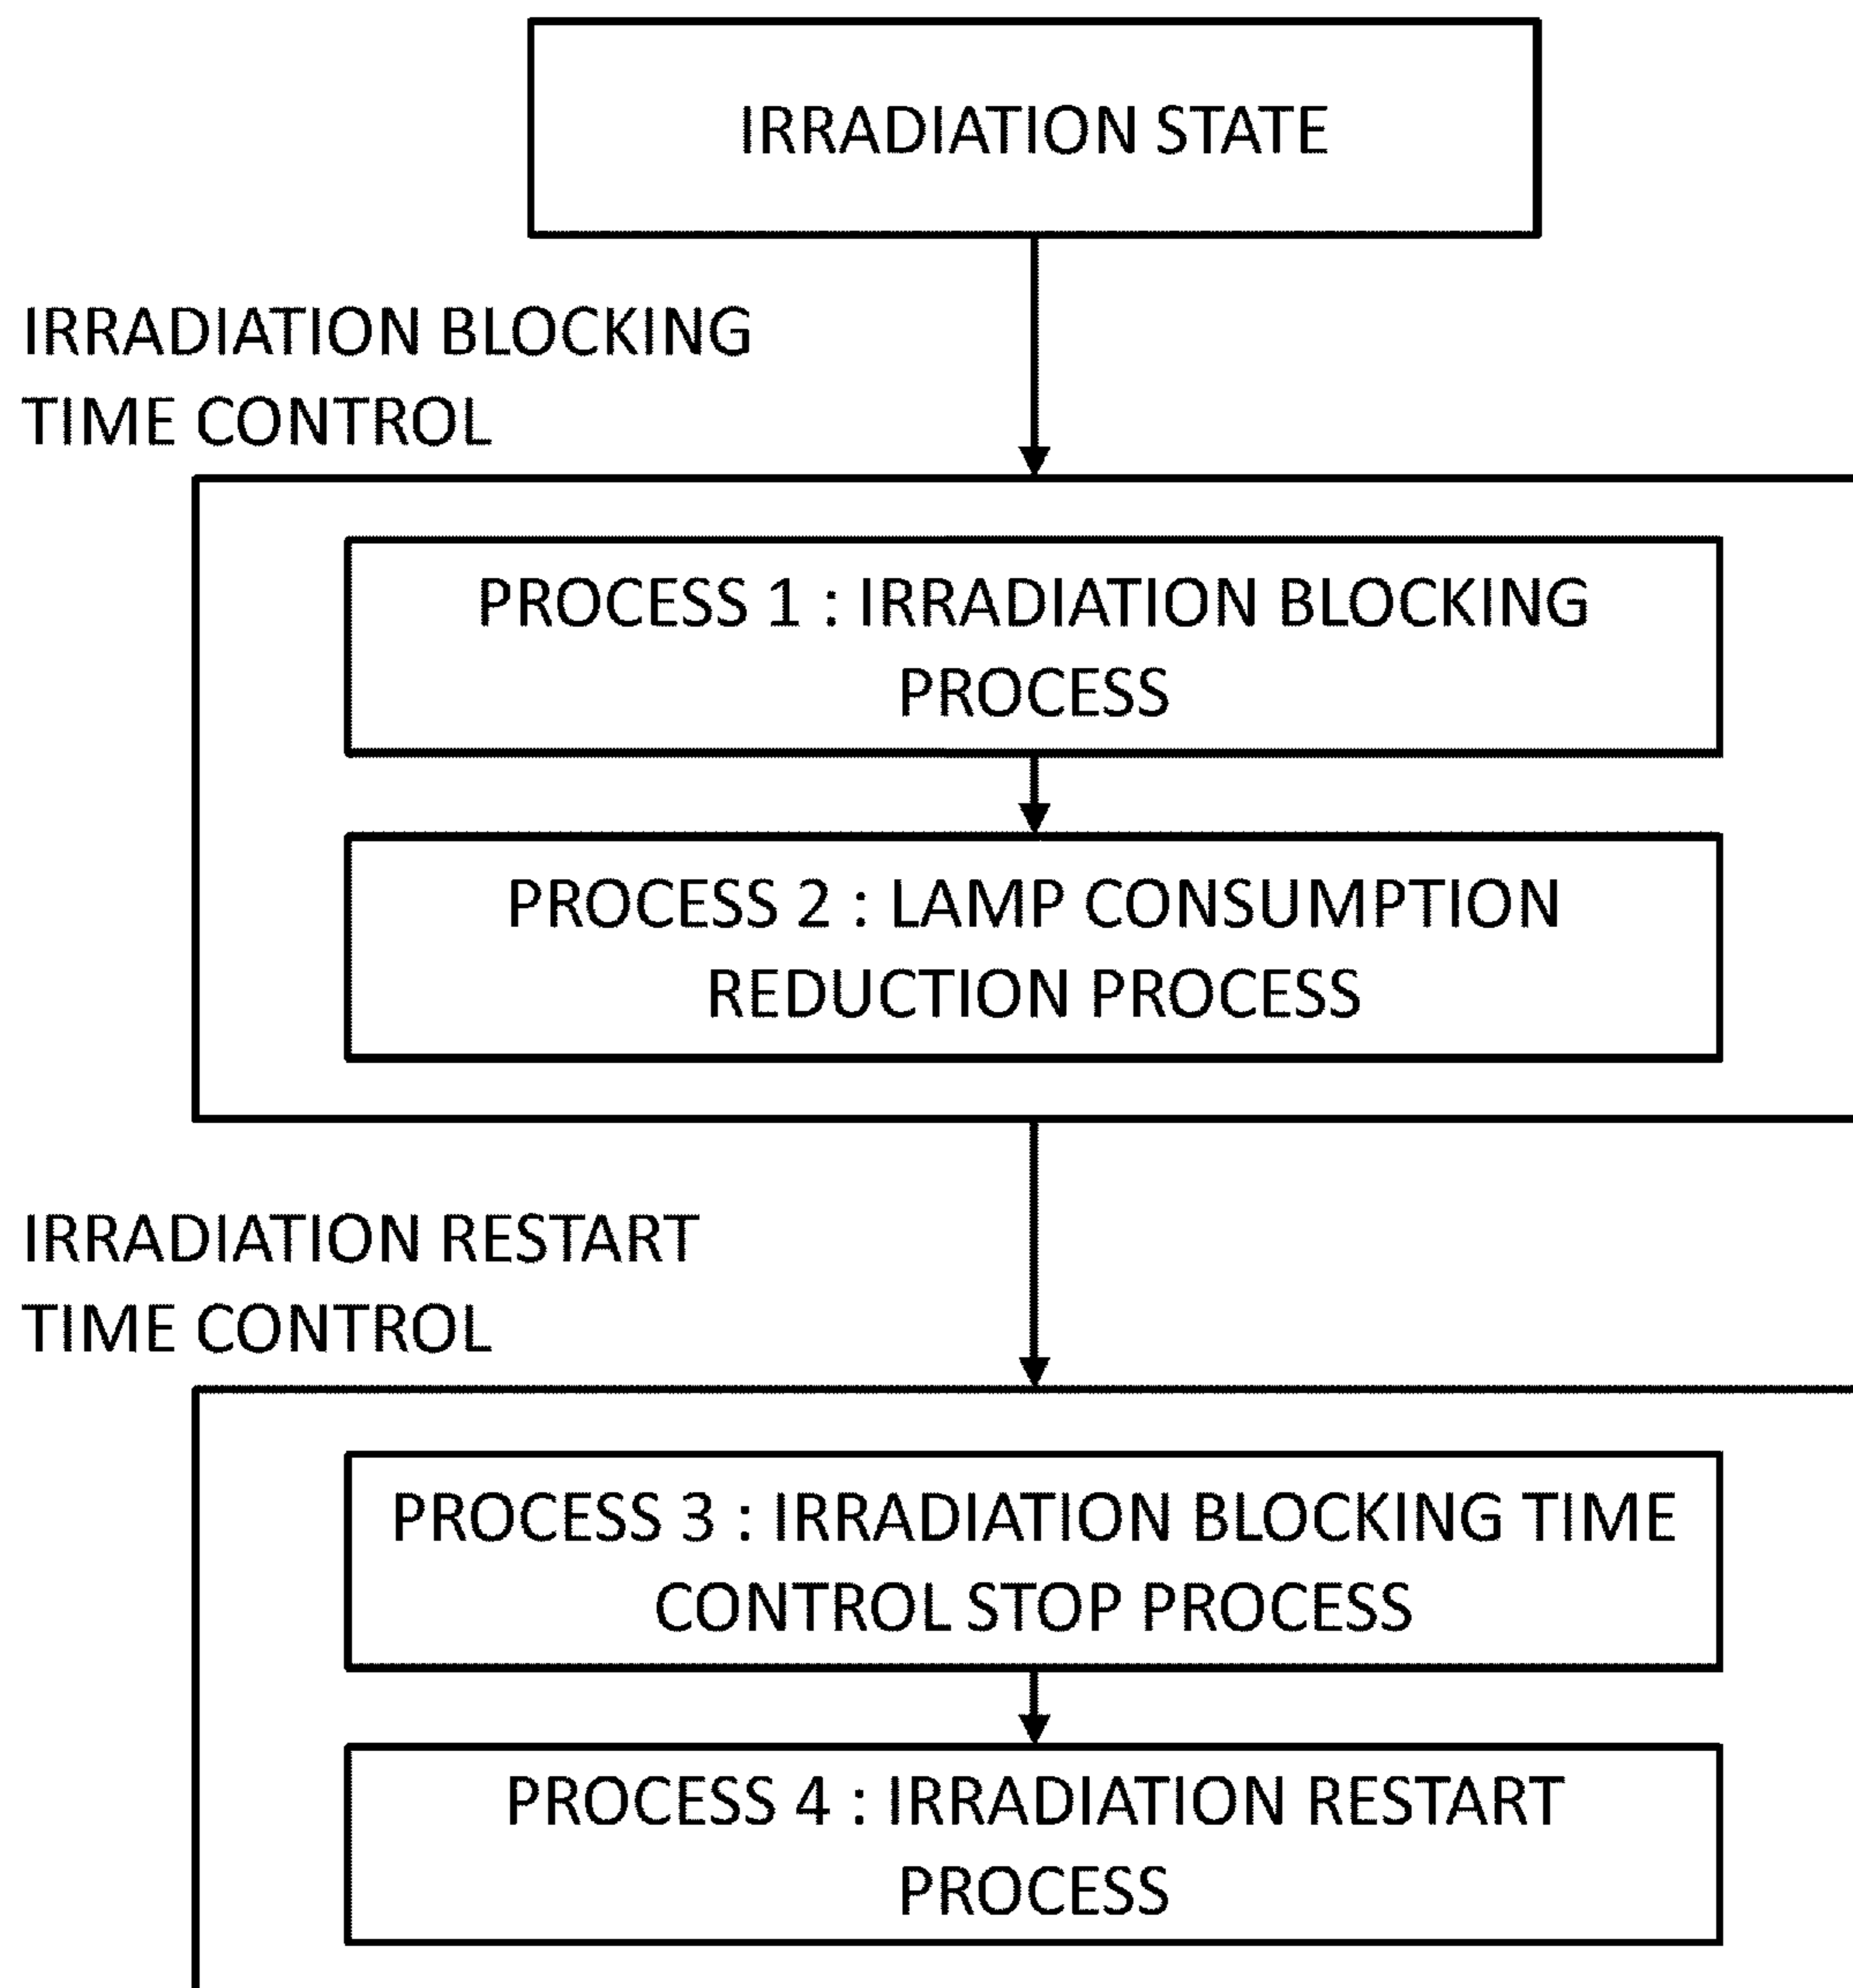 IRRADIATION STATE
IRRADIATION BLOCKING
TIME CONTROL
PROCESS 1 : IRRADIATION BLOCKING
PROCESS
PROCESS 2 : LAMP CONSUMPTION
REDUCTION PROCESS
IRRADIATION RESTART
TIME CONTROL
PROCESS 3 : IRRADIATION BLOCKING TIME
CONTROL STOP PROCESS
PROCESS 4 : IRRADIATION RESTART
PROCESS